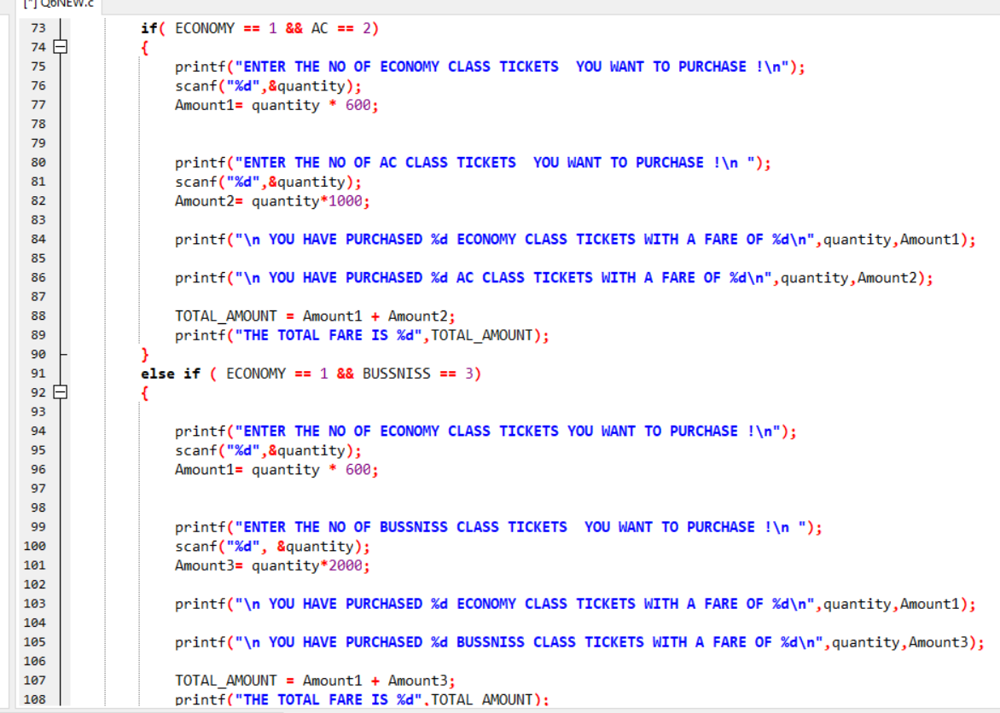 [*] Q6NEW.c
73 if( ECONOMY == 1 && AC == 2)
74 {
75 printf("ENTER THE NO OF ECONOMY CLASS TICKETS  YOU WANT TO PURCHASE !\n");
76 scanf("%d",&quantity);
77 Amount1= quantity * 600;
78
79
80 printf("ENTER THE NO OF AC CLASS TICKETS  YOU WANT TO PURCHASE !\n ");
81 scanf("%d",&quantity);
82 Amount2= quantity*1000;
83
84 printf("\n YOU HAVE PURCHASED %d ECONOMY CLASS TICKETS WITH A FARE OF %d\n",quantity,Amount1);
85
86 printf("\n YOU HAVE PURCHASED %d AC CLASS TICKETS WITH A FARE OF %d\n",quantity,Amount2);
87
88 TOTAL_AMOUNT = Amount1 + Amount2;
89 printf("THE TOTAL FARE IS %d",TOTAL_AMOUNT);
90 }
91 else if ( ECONOMY == 1 && BUSSNISS == 3)
92 {
93
94 printf("ENTER THE NO OF ECONOMY CLASS TICKETS YOU WANT TO PURCHASE !\n");
95 scanf("%d",&quantity);
96 Amount1= quantity * 600;
97
98
99 printf("ENTER THE NO OF BUSSNISS CLASS TICKETS  YOU WANT TO PURCHASE !\n ");
100 scanf("%d", &quantity);
101 Amount3= quantity*2000;
102
103 printf("\n YOU HAVE PURCHASED %d ECONOMY CLASS TICKETS WITH A FARE OF %d\n",quantity,Amount1);
104
105 printf("\n YOU HAVE PURCHASED %d BUSSNISS CLASS TICKETS WITH A FARE OF %d\n",quantity,Amount3);
106
107 TOTAL_AMOUNT = Amount1 + Amount3;
108 printf("THE TOTAL FARE IS %d",TOTAL_AMOUNT);